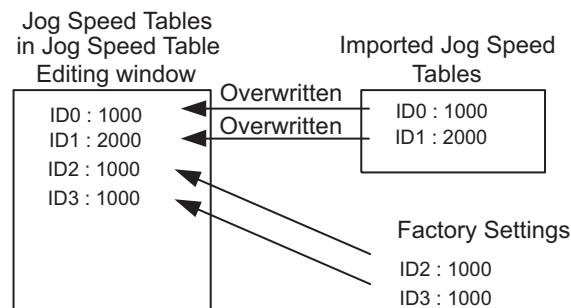 Jog Speed Tables
in Jog Speed Table
Editing window
ID0 : 1000
ID1 : 2000
ID2 : 1000
ID3 : 1000
Overwritten
Overwritten
Imported Jog Speed
Tables
ID0 : 1000
ID1 : 2000
Factory Settings
ID2 : 1000
ID3 : 1000